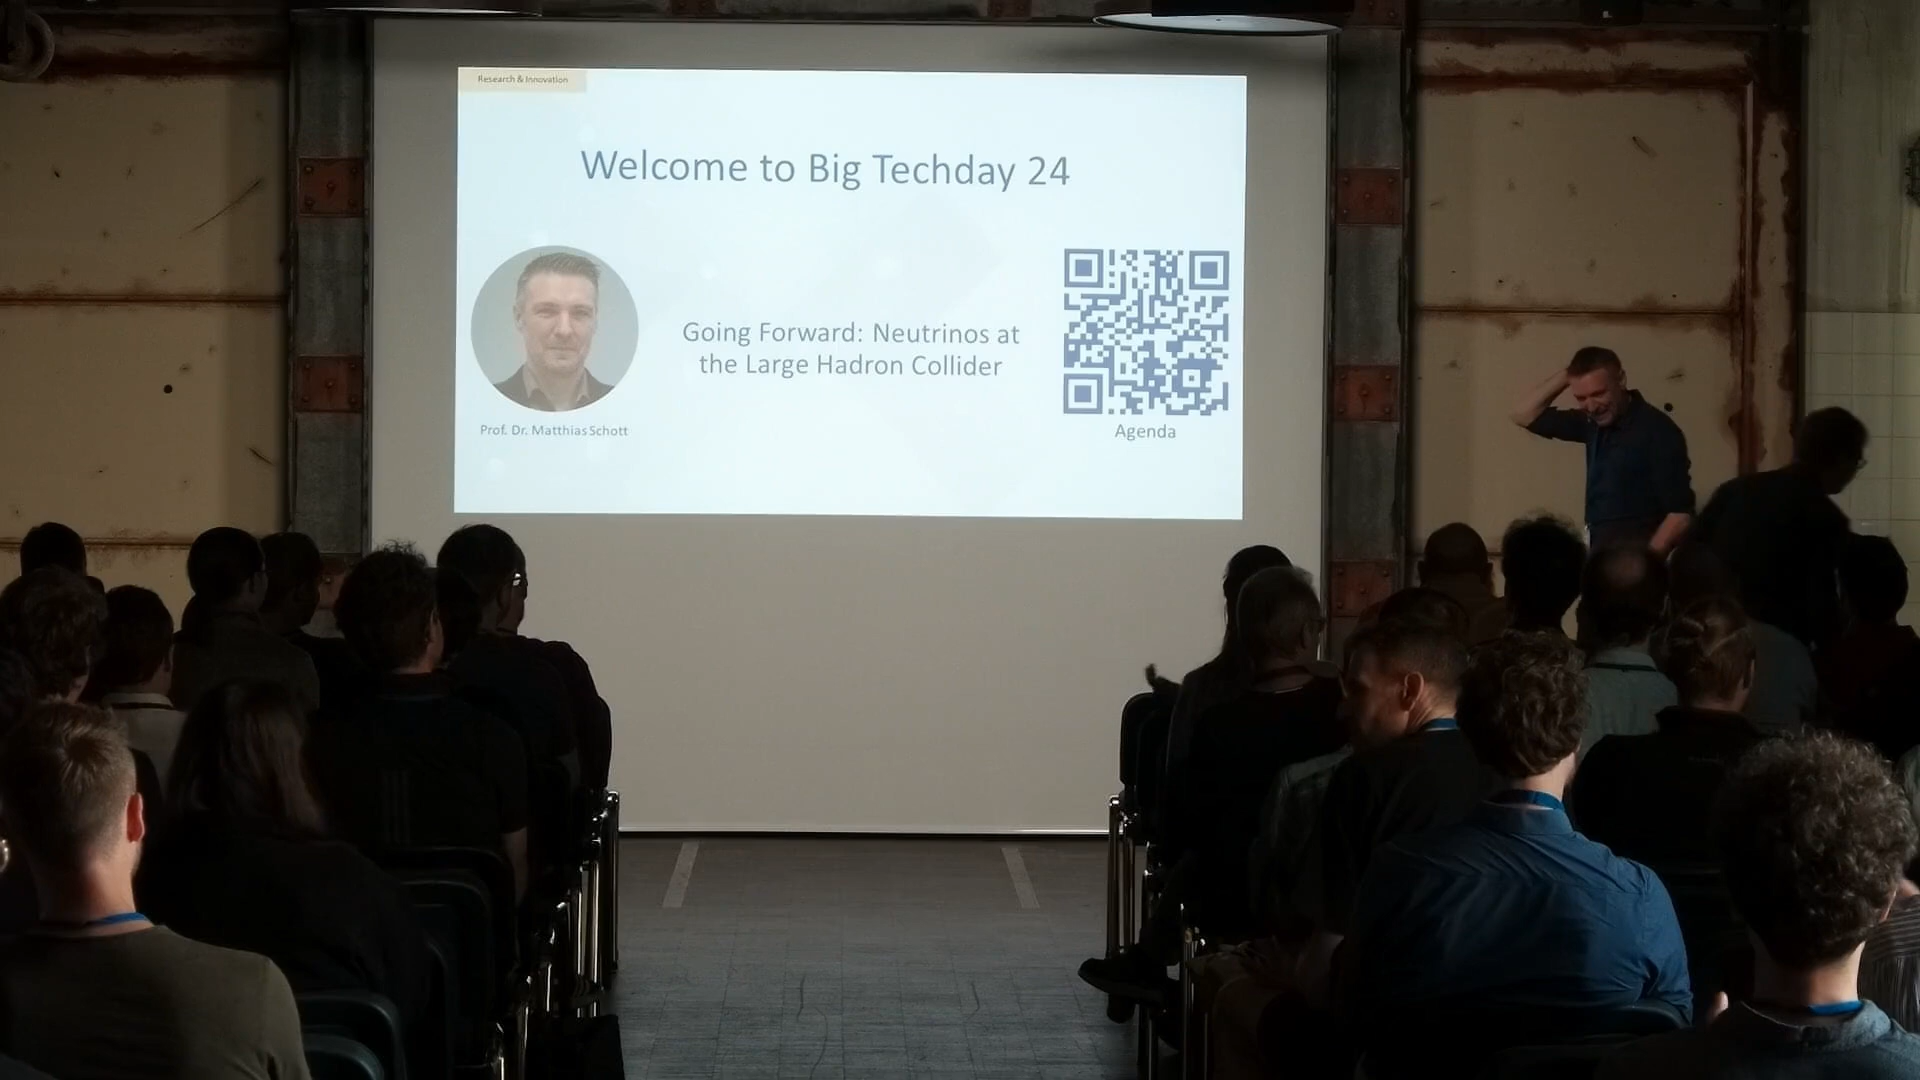 Research & Innovation
Welcome to Big Techday 24
Going Forward: Neutrinos at
the Large Hadron Collider
Prof. Dr. Matthias Schott
Agenda